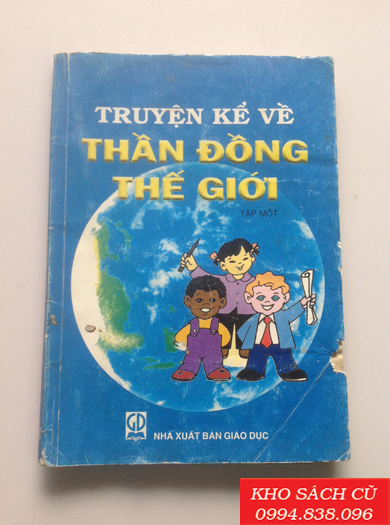 TRUYỆN KỂ VỀ
THẦN ĐỒNG
THẾ GIỚI
TẬP MỘT
GD
NHÀ XUẤT BẢN GIÁO DỤC
KHO SÁCH CŨ
0994.838.096